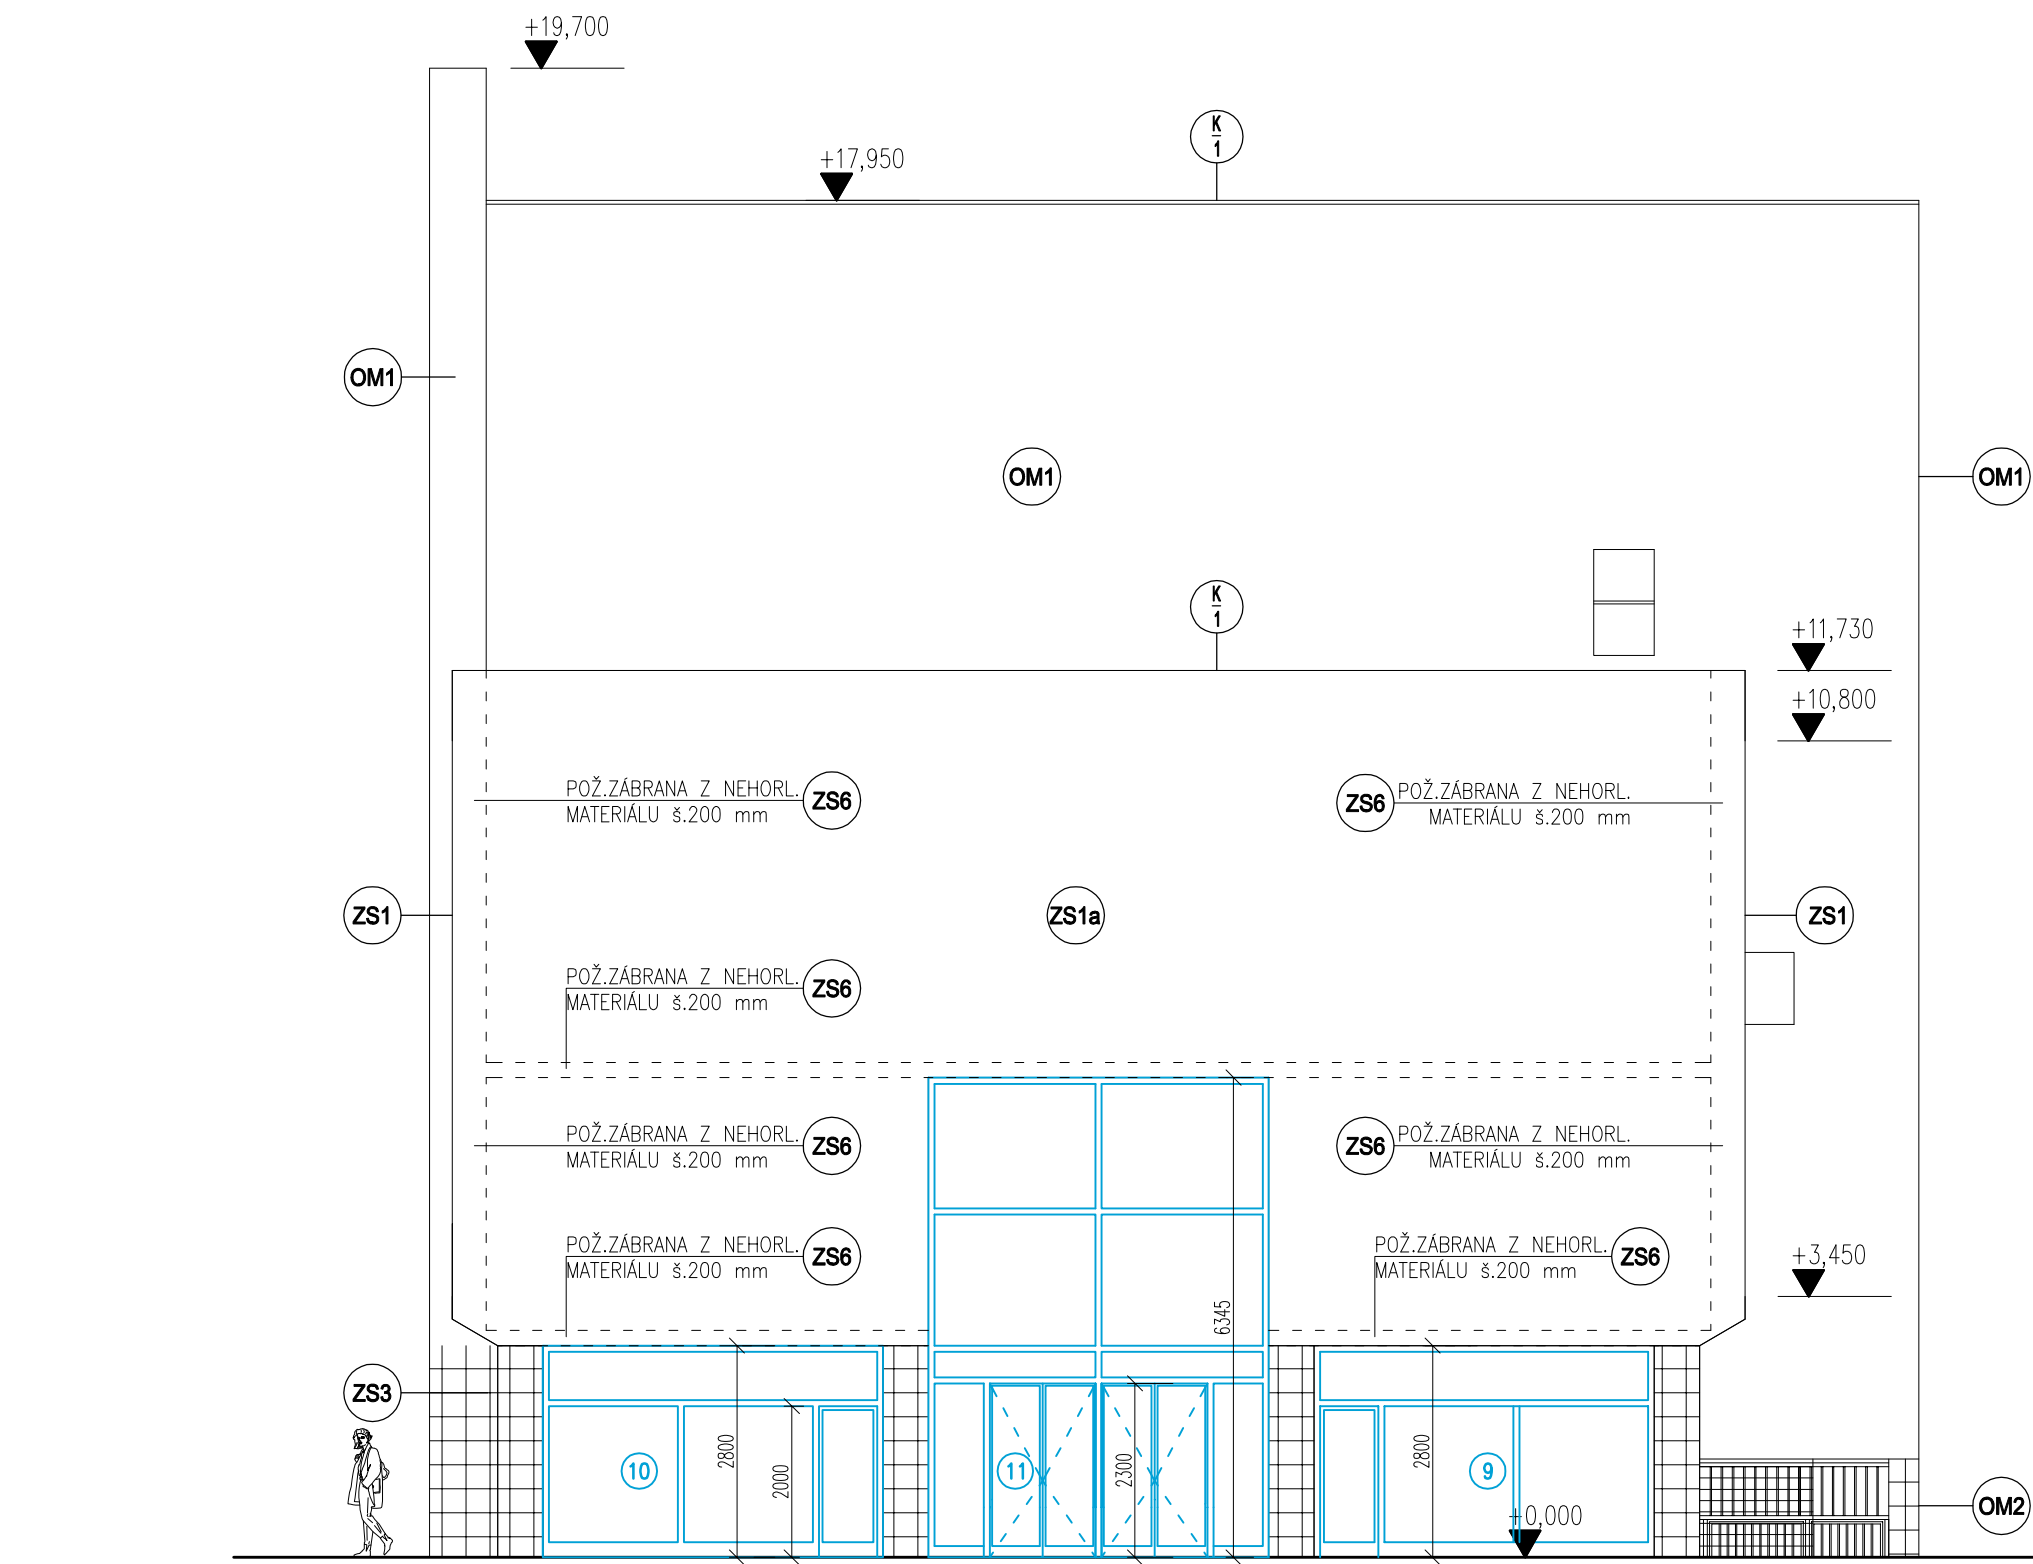 +19,700
K
1
+17,950
OM1
OM1
OM1
K
1
+11,730
+10,800
POŽ.ZÁBRANA Z NEHORL.
MATERIÁLU š.200 mm
ZS6
ZS6
POŽ.ZÁBRANA Z NEHORL.
MATERIÁLU š.200 mm
ZS1
ZS1a
ZS1
POŽ.ZÁBRANA Z NEHORL.
MATERIÁLU š.200 mm
ZS6
POŽ.ZÁBRANA Z NEHORL.
MATERIÁLU š.200 mm
ZS6
ZS6
POŽ.ZÁBRANA Z NEHORL.
MATERIÁLU š.200 mm
POŽ.ZÁBRANA Z NEHORL.
MATERIÁLU š.200 mm
ZS6
POŽ.ZÁBRANA Z NEHORL.
MATERIÁLU š.200 mm
ZS6
+3,450
6345
ZS3
10
2800
2000
11
2300
2800
9
+0,000
OM2